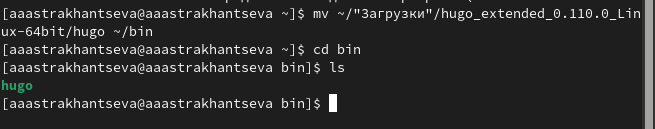 [aaastrakhantseva@aaastrakhantseva ~]$ mv ~/"Загрузки"/hugo_extended_0.110.0_Lin
ux-64bit/hugo ~/bin
[aaastrakhantseva@aaastrakhantseva ~]$ cd bin
[aaastrakhantseva@aaastrakhantseva bin]$ ls
hugo
[aaastrakhantseva@aaastrakhantseva bin]$